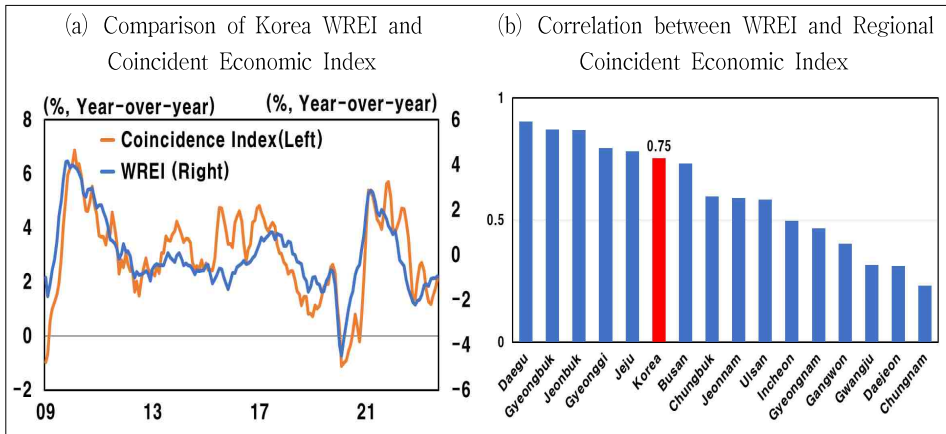 (a) Comparison of Korea WREI and
Coincident Economic Index
(%, Year-over-year)
(%, Year-over-year)
Coincidence Index(Left)
WREI (Right)
8
6
4
2
0
−2
6
4
2
0
−2
−4
−6
09
13
17
21
(b) Correlation between WREI and Regional
Coincident Economic Index
1
0.5
0
0.75
Daegu
Gyeongbuk
Jeonbuk
Gyeonggi
Jeju
Korea
Busan
Chungbuk
Jeonnam
Ulsan
Incheon
Gyeongnam
Gangwon
Gwangju
Daejeon
Chungnam